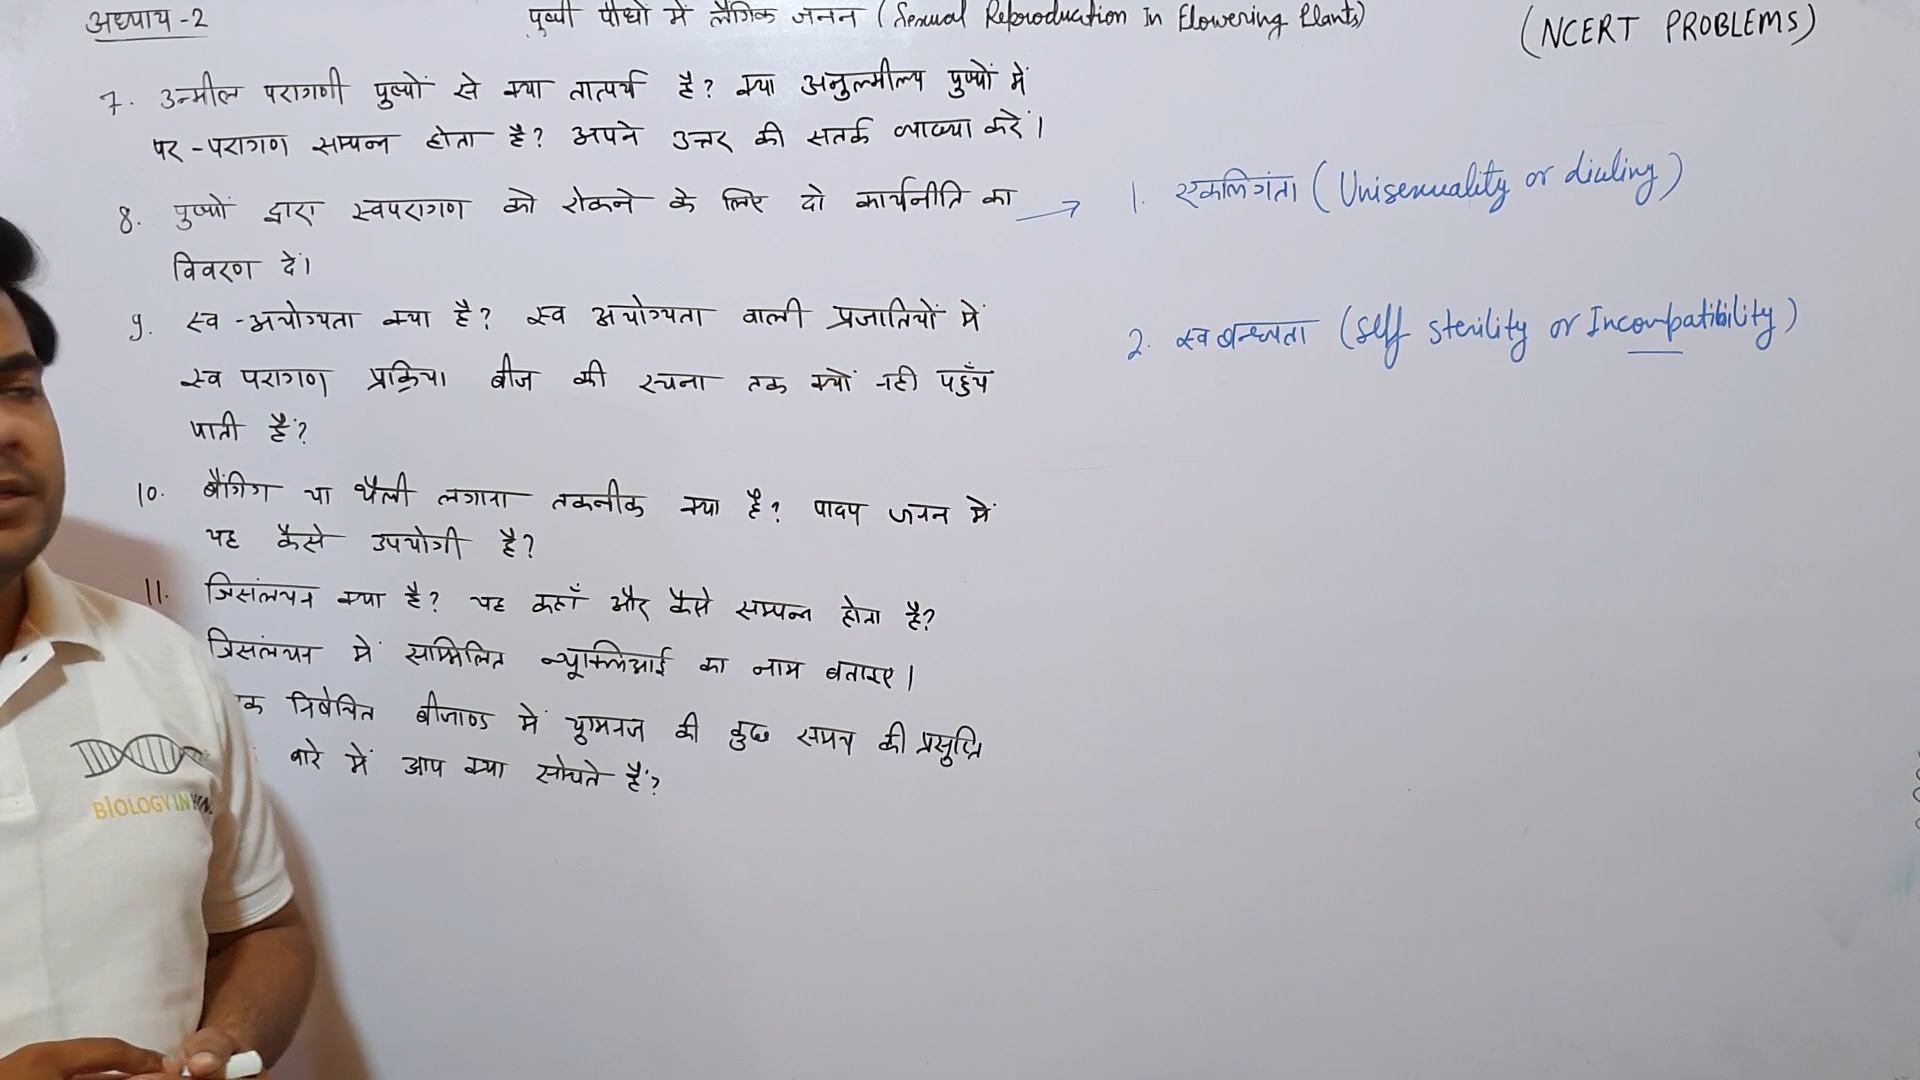 अध्याय -2
पुष्पी पौधों में लैंगिक जनन (Sexual Reproduction In Flowering Plants)
(NCERT PROBLEMS)
7. उन्मील परागणी पुष्पों से क्या तात्पर्य है? क्या अनुन्मील्य पुष्पों में
पर-परागण सम्पन्न होता है? अपने उत्तर की सतर्क व्याख्या करें।
8. पुष्पों द्वारा स्वपरागण को रोकने के लिए दो कार्यनीति का
विवरण दें।
9. स्व-अयोग्यता क्या है? स्व अयोग्यता वाली प्रजातियों में
स्व परागण प्रक्रिया बीज की रचना तक क्यों नही पहुँच
पाती हैं?
10. बैगिंग या थैली लगाना तकनीक क्या है? पादप जनन में
यह कैसे उपयोगी है?
11. त्रिसंलयन क्या है? यह कहाँ और कैसे सम्पन्न होता है?
त्रिसंलयन में सम्मिलित न्यूक्लिआई का नाम बताएं।
क निषेचित बीजाण्ड में युग्मनज की कुछ समय की प्रसुप्ति
बारे में आप क्या सोचते हैं?
1. एकलिंगता (Unisexuality or dicliny)
2. स्वबन्ध्यता (Self sterility or Incompatibility)
BIOLOGY IN